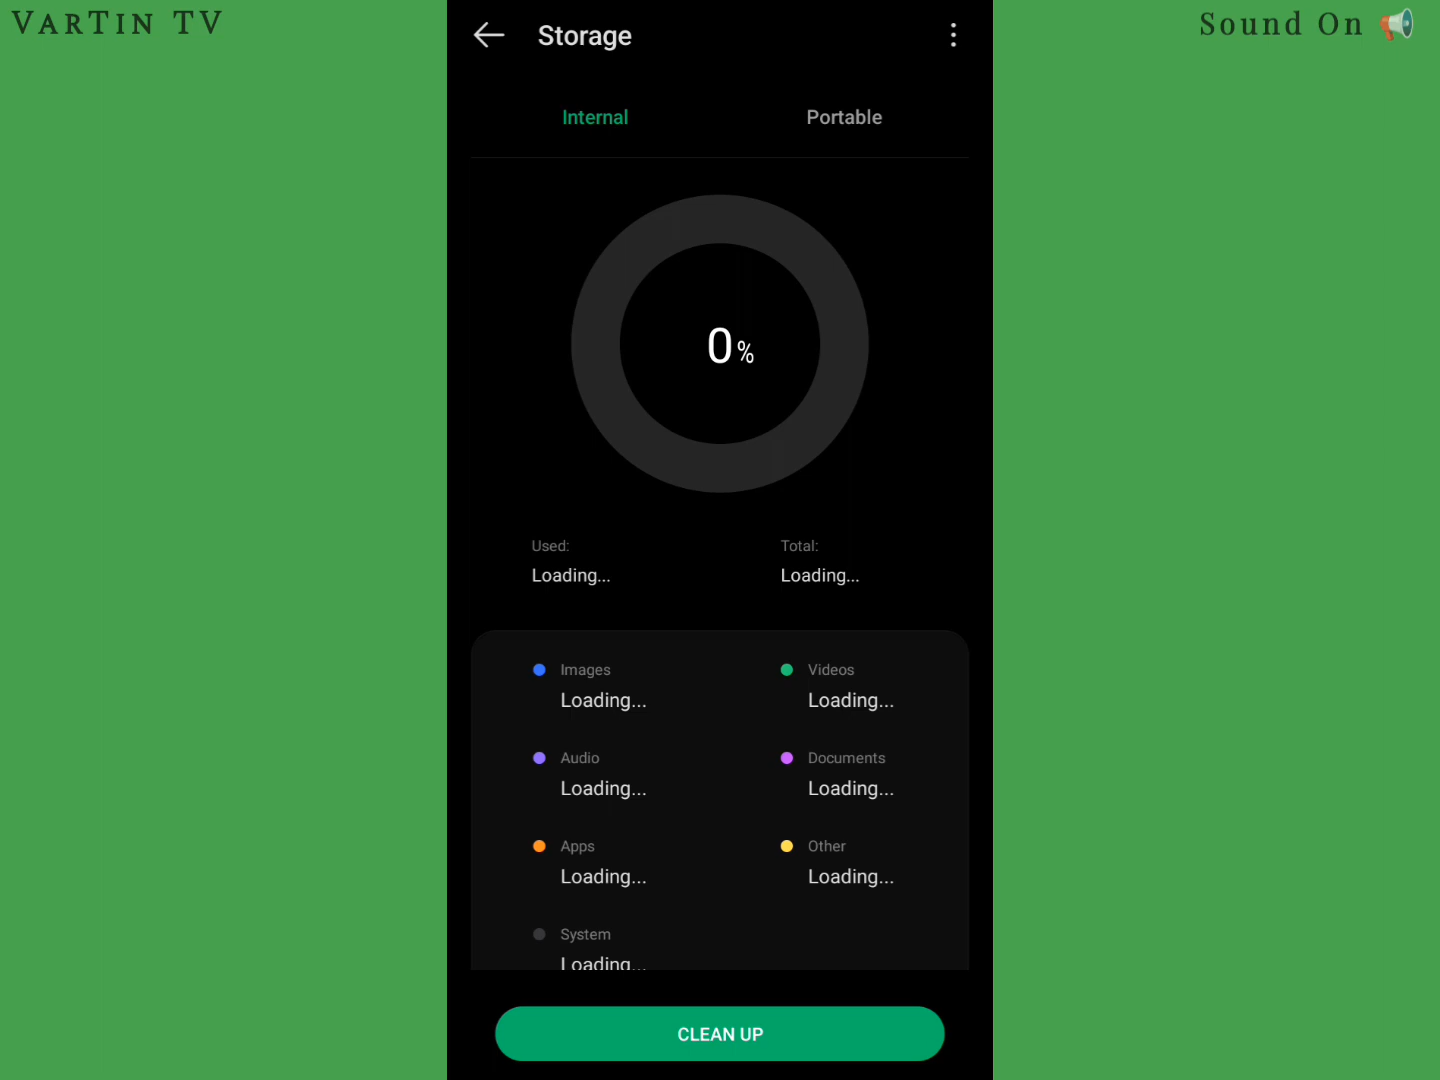 VARTIN TV
Sound On
Storage
Internal
Portable
0%
Used:
Total:
Loading...
Loading...
Images
Videos
Loading...
Loading...
Audio
Documents
Loading...
Loading...
Apps
Other
Loading...
Loading...
System
Loading...
CLEAN UP